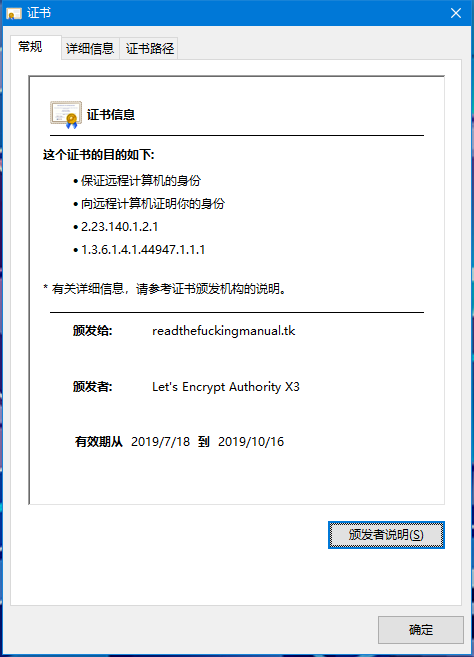 证书
常规 详细信息 证书路径
证书信息
这个证书的目的如下:
• 保证远程计算机的身份
• 向远程计算机证明你的身份
• 2.23.140.1.2.1
• 1.3.6.1.4.1.44947.1.1.1
* 有关详细信息，请参考证书颁发机构的说明。
颁发给: readthefuckingmanual.tk
颁发者: Let's Encrypt Authority X3
有效期从 2019/7/18 到 2019/10/16
颁发者说明(S)
确定